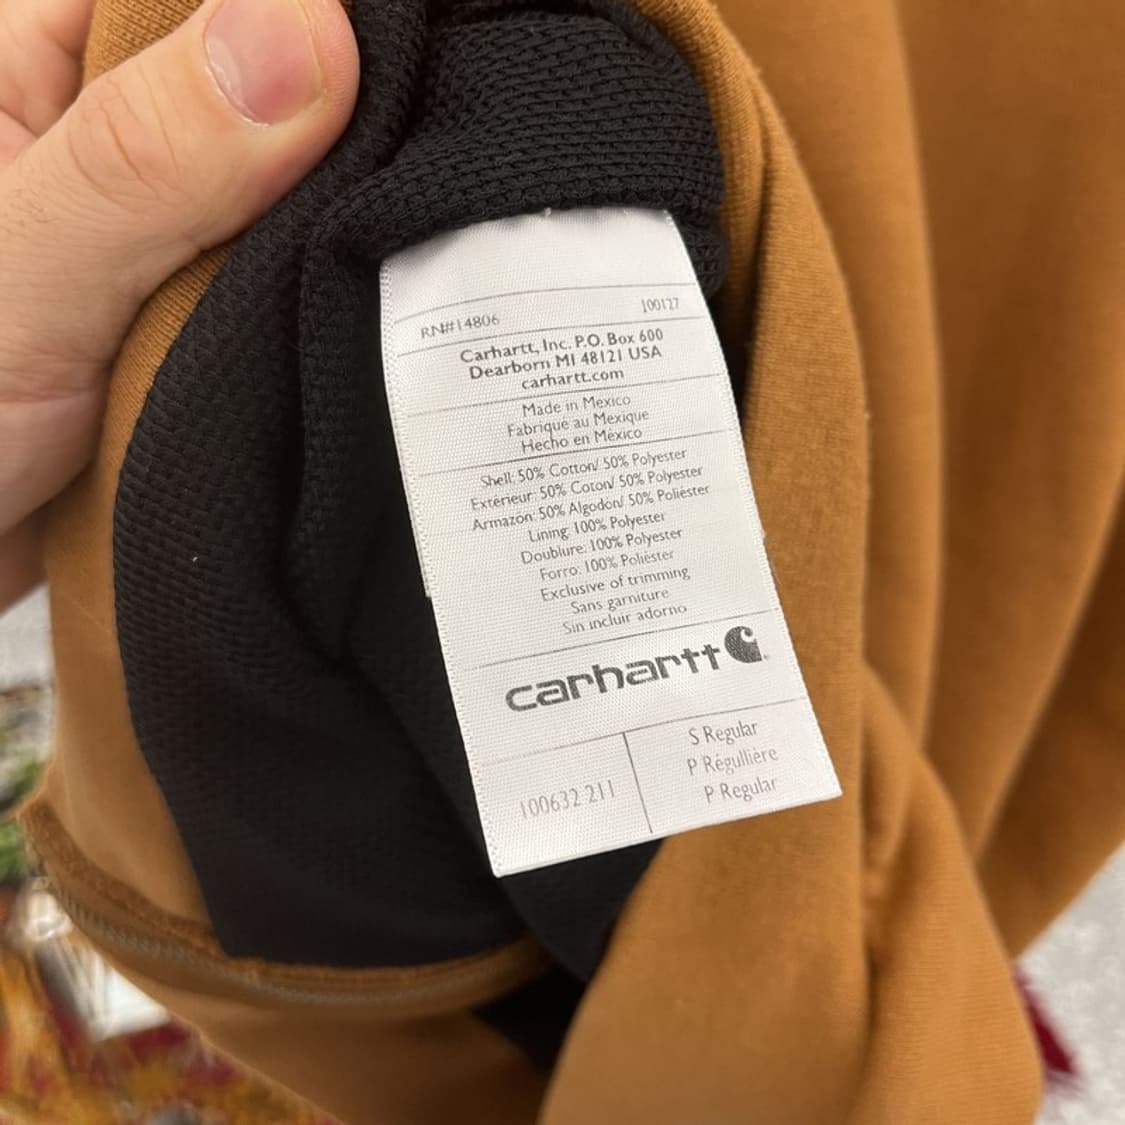 RN#14806 100127
Carhartt, Inc. P.O. Box 600
Dearborn MI 48121 USA
carhartt.com
Made in Mexico
Fabriqué au Mexique
Hecho en México
Shell: 50% Cotton/ 50% Polyester
Extérieur: 50% Coton/ 50% Polyester
Armazon: 50% Algodon/ 50% Poliéster
Lining: 100% Polyester
Doublure: 100% Polyester
Forro: 100% Poliéster
Exclusive of trimming
Sans garniture
Sin incluir adorno
carhartt
100632 211
S Regular
P Régullière
P Regular